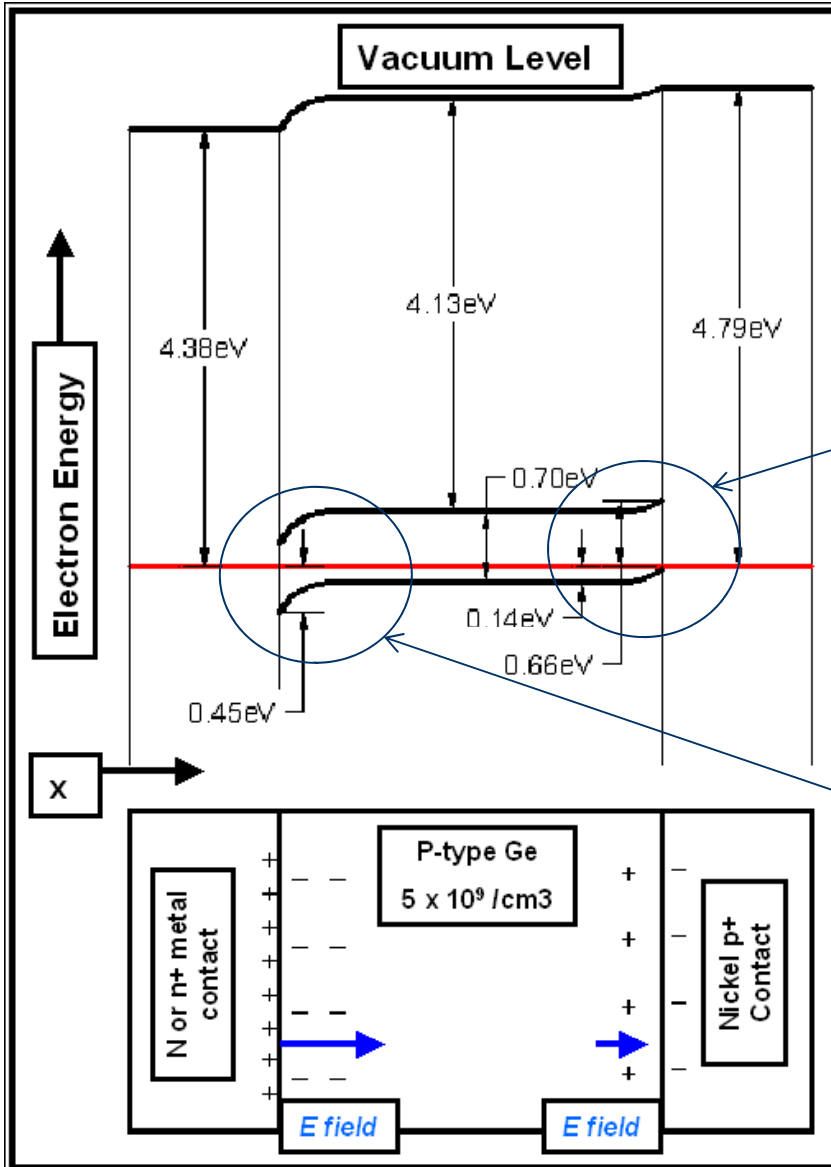 Vacuum Level
4.38eV
4.13eV
4.79eV
Electron Energy
0.70eV
0.14eV
0.66eV
0.45eV
x
N or n+ metal
contact
P-type Ge
5 x 10⁹ /cm3
Nickel p+
Contact
+
+
+
+
+
+
+
+
+
+
_ _
_ _
_ _
_ _
+
+
+
+
_
_
_
_
E field
E field